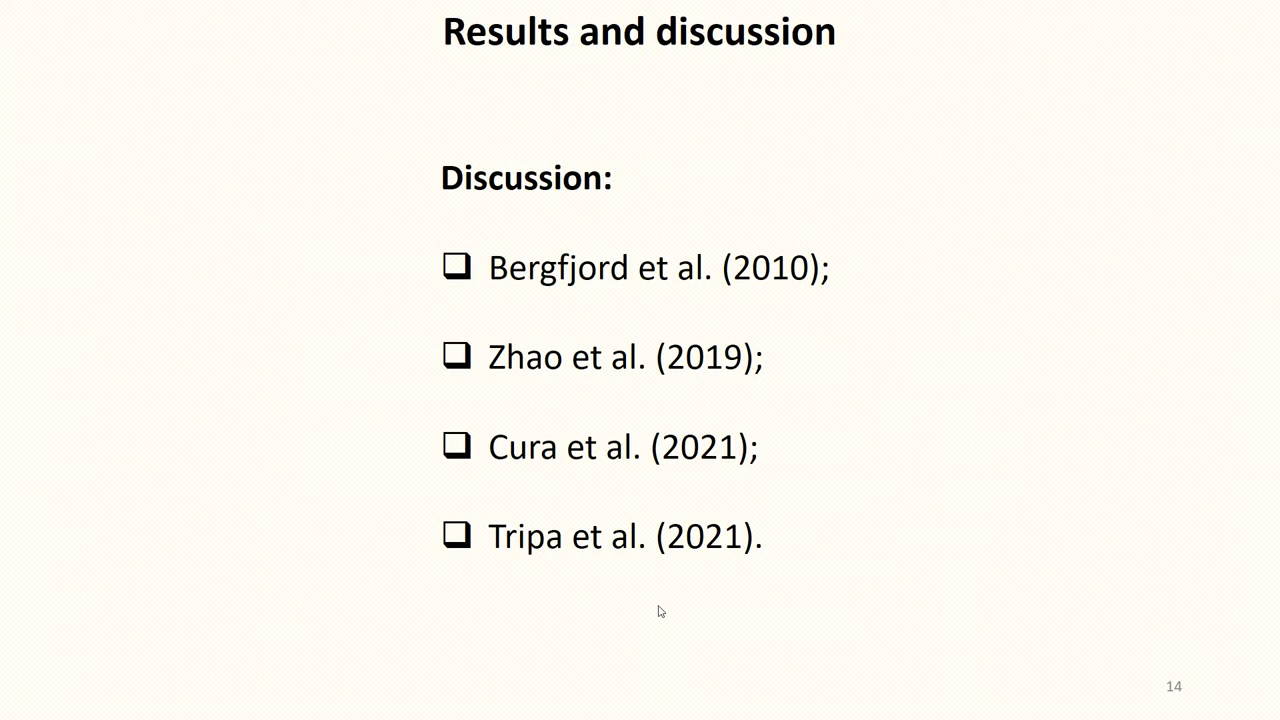 Results and discussion
Discussion:
❑ Bergfjord et al. (2010);
❑ Zhao et al. (2019);
❑ Cura et al. (2021);
❑ Tripa et al. (2021).
14